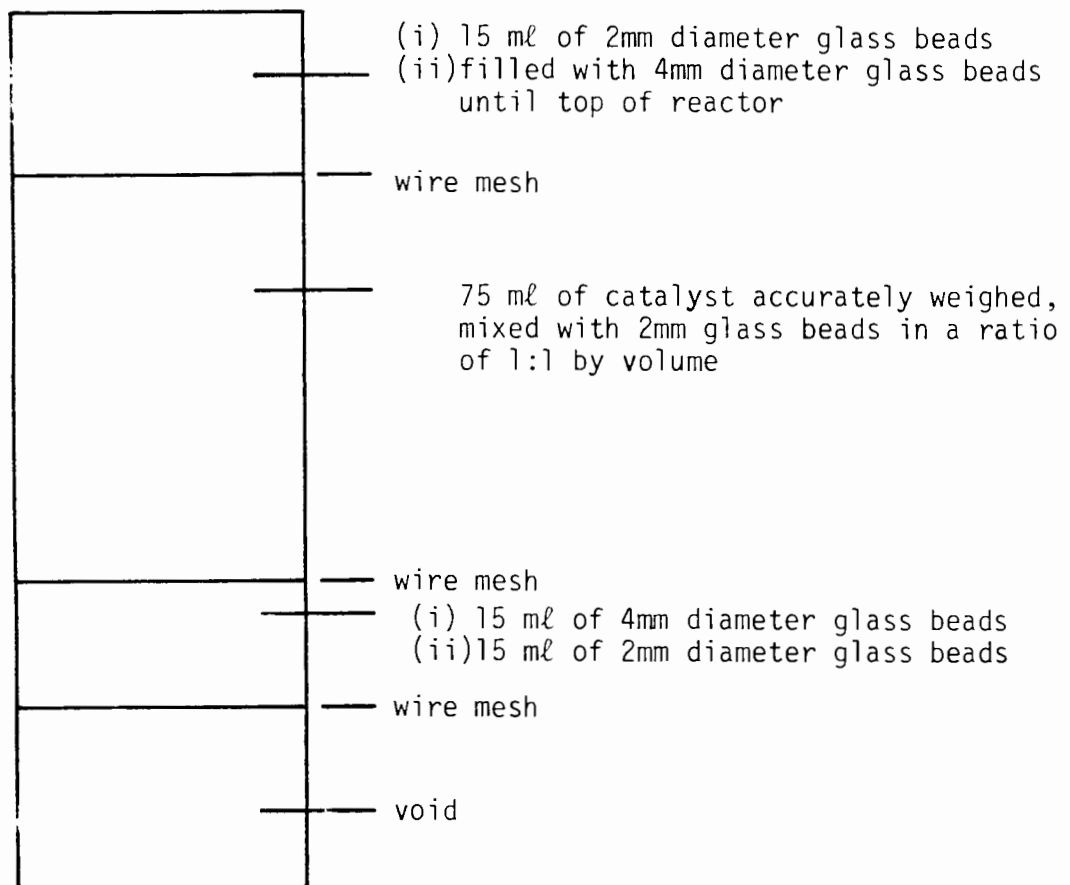 (i) 15 mℓ of 2mm diameter glass beads
(ii)filled with 4mm diameter glass beads
until top of reactor
wire mesh
75 mℓ of catalyst accurately weighed,
mixed with 2mm glass beads in a ratio
of 1:1 by volume
wire mesh
(i) 15 mℓ of 4mm diameter glass beads
(ii)15 mℓ of 2mm diameter glass beads
wire mesh
void